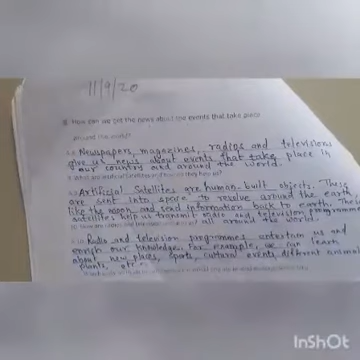 11/9/20
8. How can we get the news about the events that take place
around the world?
Newspapers, magazines, radios and televisions
give us news about events that take place in
our country and around the world.
Artificial Satellites are human-built objects. These
are sent into space to revolve around the earth
like the moon and send information back to earth. These
satellites help us transmit radio and television programmes
all around the world.
Radio and television programmes entertain us and
enrich our knowledge. For example, we can learn
about new places, sports, cultural events, different animals
plants, etc
InShOt